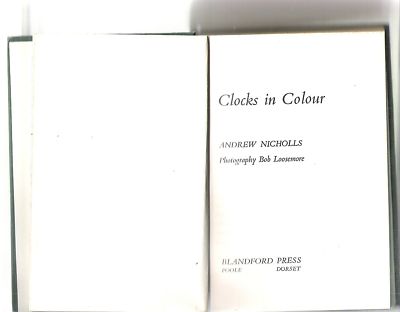 Clocks in Colour
ANDREW NICHOLLS
Photography Bob Loosemore
BLANDFORD PRESS
POOLE DORSET